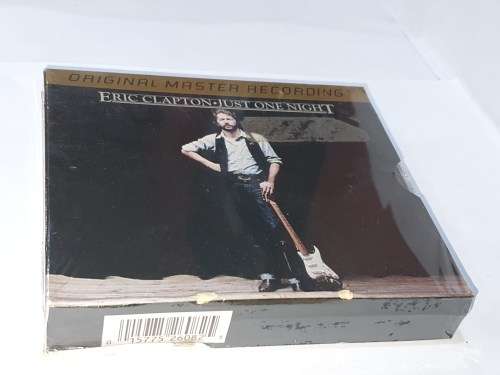 ORIGINAL MASTER RECORDING
ERIC CLAPTON • JUST ONE NIGHT